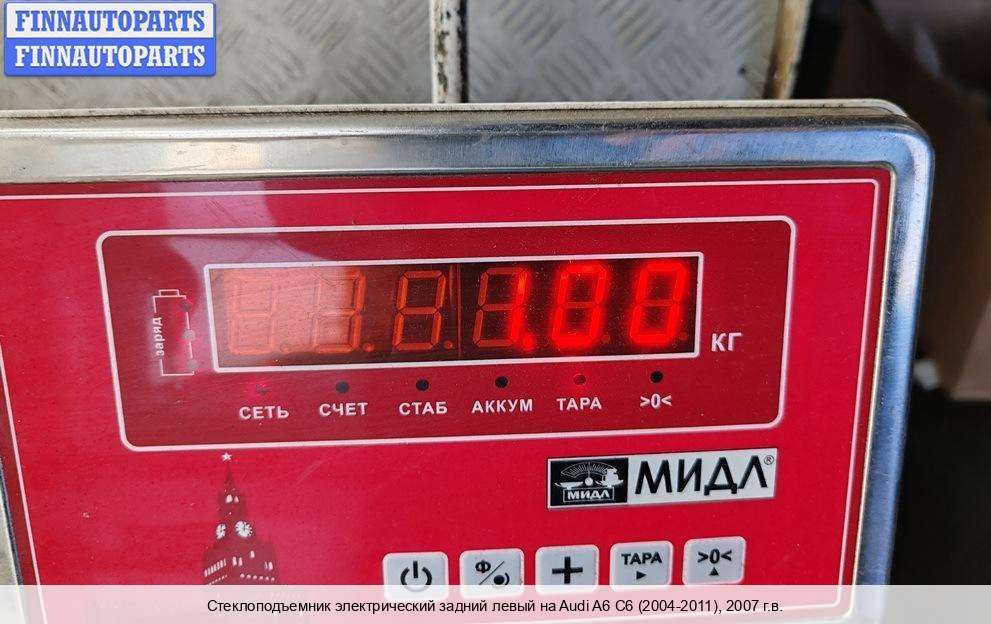 FINNAUTOPARTS
FINNAUTOPARTS
1.00
КГ
заряд
СЕТЬ СЧЕТ СТАБ АККУМ ТАРА >0<
МИДЛ МИДЛ®
Ф ТАРА >0<
Стеклоподъемник электрический задний левый на Audi A6 C6 (2004-2011), 2007 г.в.